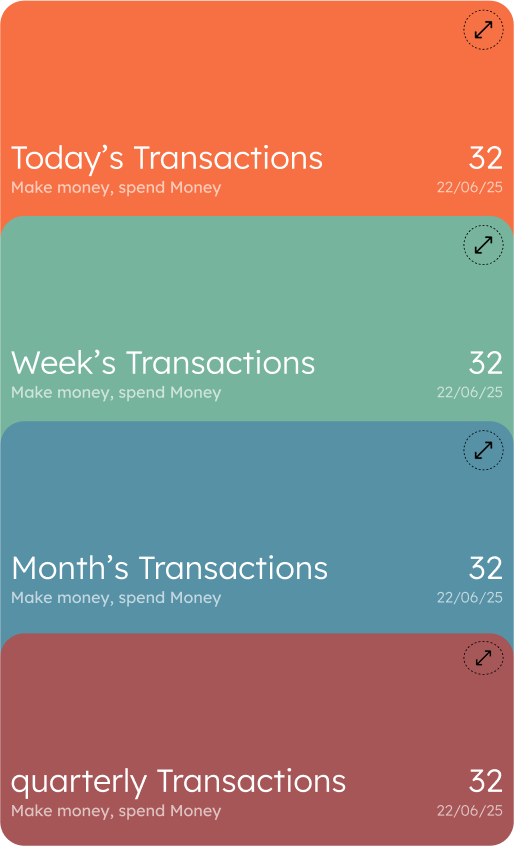 Today’s Transactions 32
Make money, spend Money 22/06/25
Week’s Transactions 32
Make money, spend Money 22/06/25
Month’s Transactions 32
Make money, spend Money 22/06/25
quarterly Transactions 32
Make money, spend Money 22/06/25